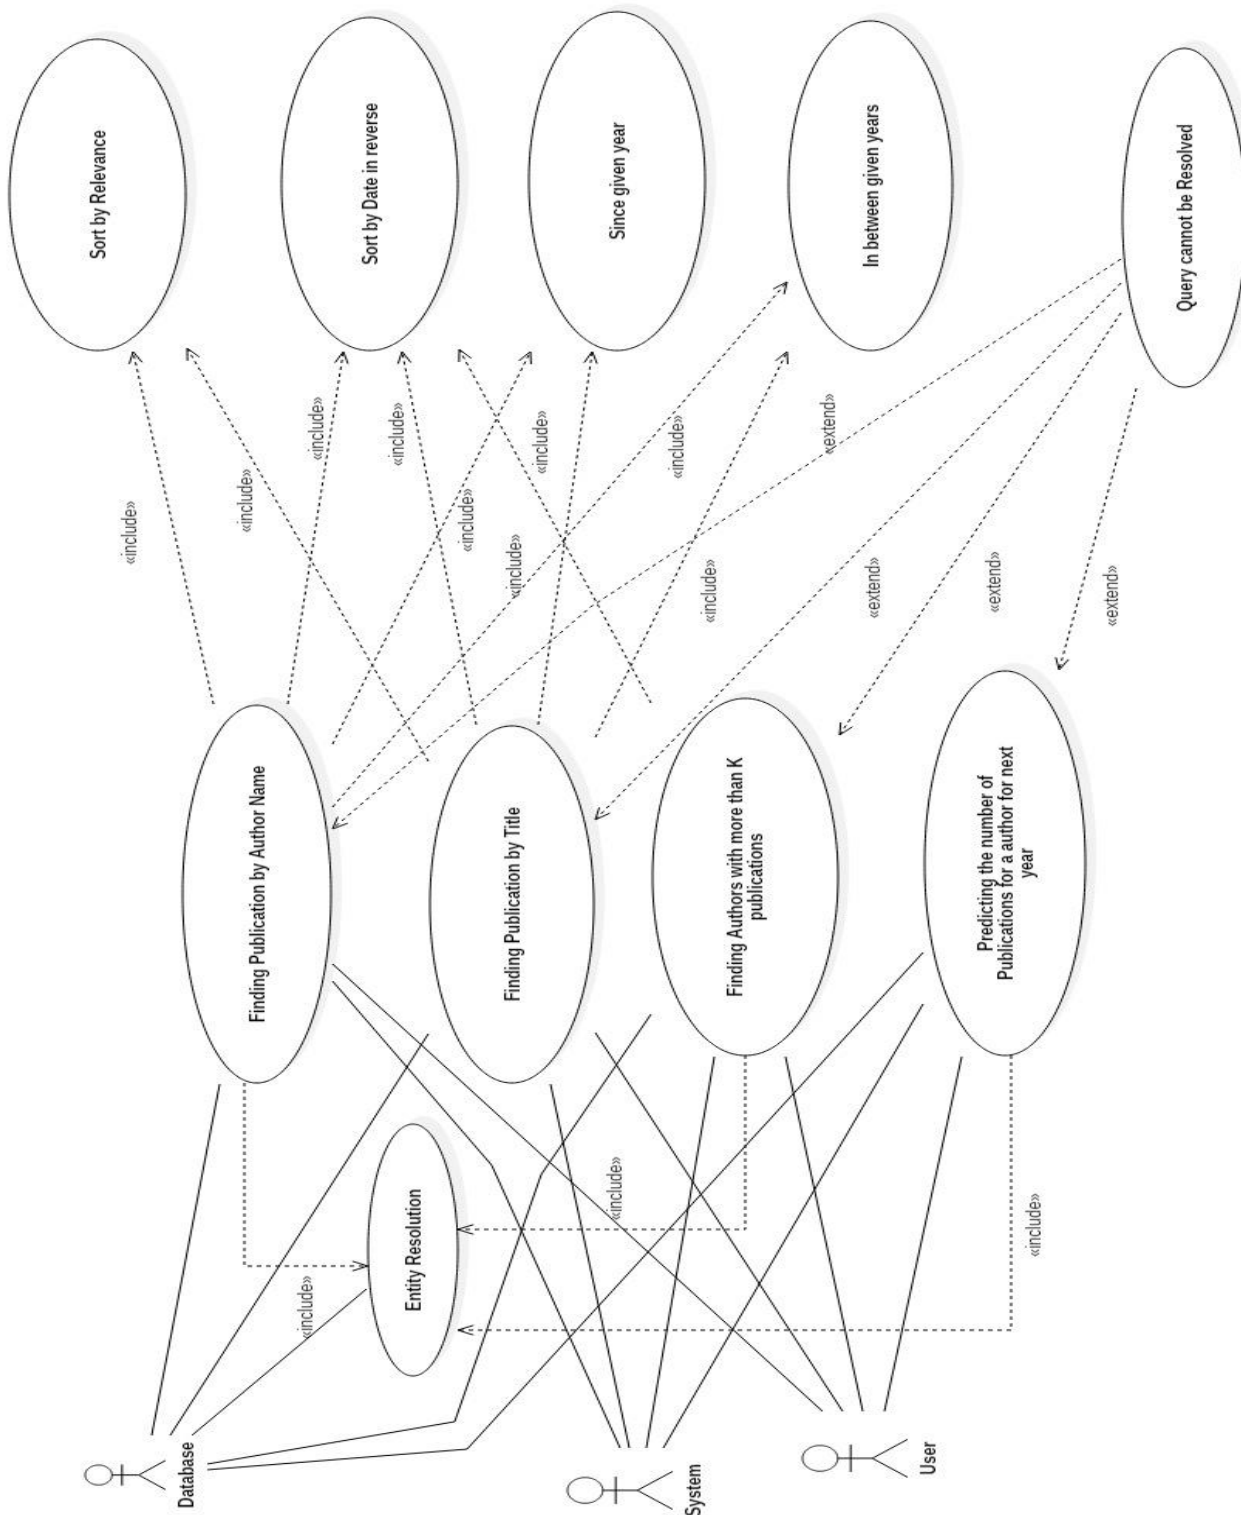 Sort by Relevance
Sort by Date in reverse
Since given year
In between given years
Query cannot be Resolved
«include»
«include»
«include»
«include»
«include»
«include»
«include»
«include»
«include»
«extend»
«extend»
«extend»
«extend»
Finding Publication by Author Name
Finding Publication by Title
Finding Authors with more than K
publications
Predicting the number of
Publications for a author for next
year
Entity Resolution
«include»
«include»
«include»
Database
System
User